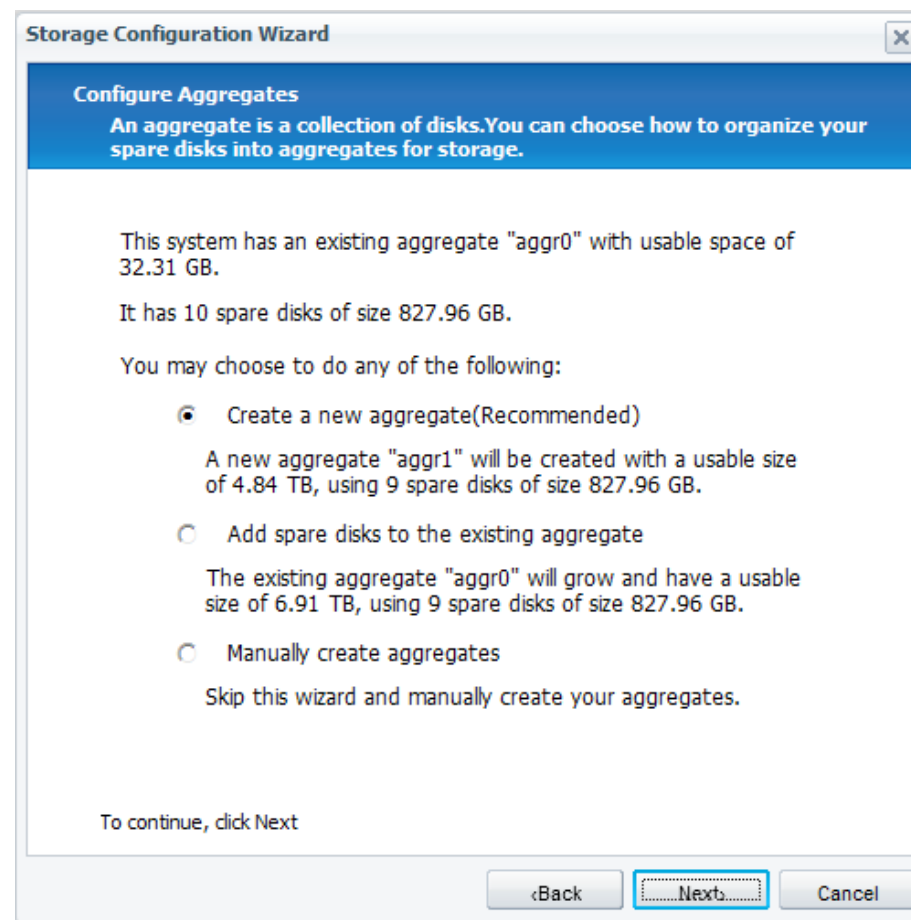 Storage Configuration Wizard
Configure Aggregates
An aggregate is a collection of disks.You can choose how to organize your
spare disks into aggregates for storage.
This system has an existing aggregate "aggr0" with usable space of
32.31 GB.
It has 10 spare disks of size 827.96 GB.
You may choose to do any of the following:
Create a new aggregate(Recommended)
A new aggregate "aggr1" will be created with a usable size
of 4.84 TB, using 9 spare disks of size 827.96 GB.
Add spare disks to the existing aggregate
The existing aggregate "aggr0" will grow and have a usable
size of 6.91 TB, using 9 spare disks of size 827.96 GB.
Manually create aggregates
Skip this wizard and manually create your aggregates.
To continue, click Next
‹Back Next› Cancel